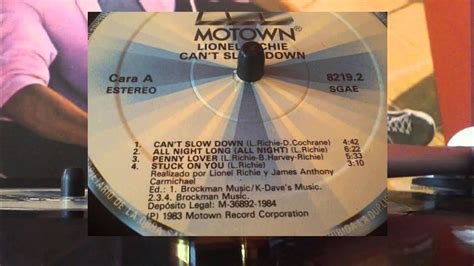 MOTOWN
LIONEL RICHIE
CAN'T SLOW DOWN
Cara A
ESTEREO
8219.2
SGAE
1. CAN'T SLOW DOWN (L.Richie-D.Cochrane) 4:42
2. ALL NIGHT LONG (ALL NIGHT) (L.Richie) 6:22
3. PENNY LOVER (L.Richie-B.Harvey-Richie) 5:33
4. STUCK ON YOU (L.Richie) 3:10
Realizado por Lionel Richie y James Anthony
Carmichael
Ed.: 1. Brockman Music/K-Dave's Music.
2.3.4. Brockman Music.
Depósito Legal: M-36892-1984
(P) 1983 Motown Record Corporation